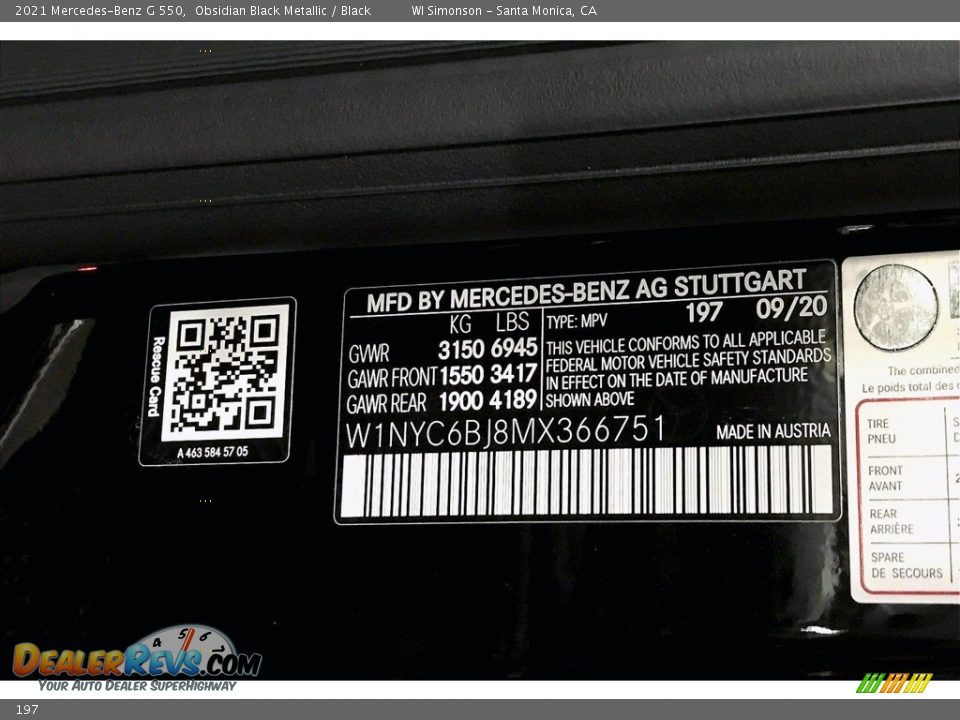 2021 Mercedes-Benz G 550, Obsidian Black Metallic / Black WI Simonson - Santa Monica, CA
MFD BY MERCEDES-BENZ AG STUTTGART
KG LBS
TYPE: MPV 197 09/20
GVWR 3150 6945
GAWR FRONT 1550 3417
GAWR REAR 1900 4189
THIS VEHICLE CONFORMS TO ALL APPLICABLE
FEDERAL MOTOR VEHICLE SAFETY STANDARDS
IN EFFECT ON THE DATE OF MANUFACTURE
SHOWN ABOVE
W1NYC6BJ8MX366751 MADE IN AUSTRIA
Rescue Card
A 463 584 57 05
The combined
Le poids total des
TIRE
PNEU
FRONT
AVANT
REAR
ARRIÈRE
SPARE
DE SECOURS
4 5 6
DEALERREVS.COM
YOUR AUTO DEALER SUPERHIGHWAY
197